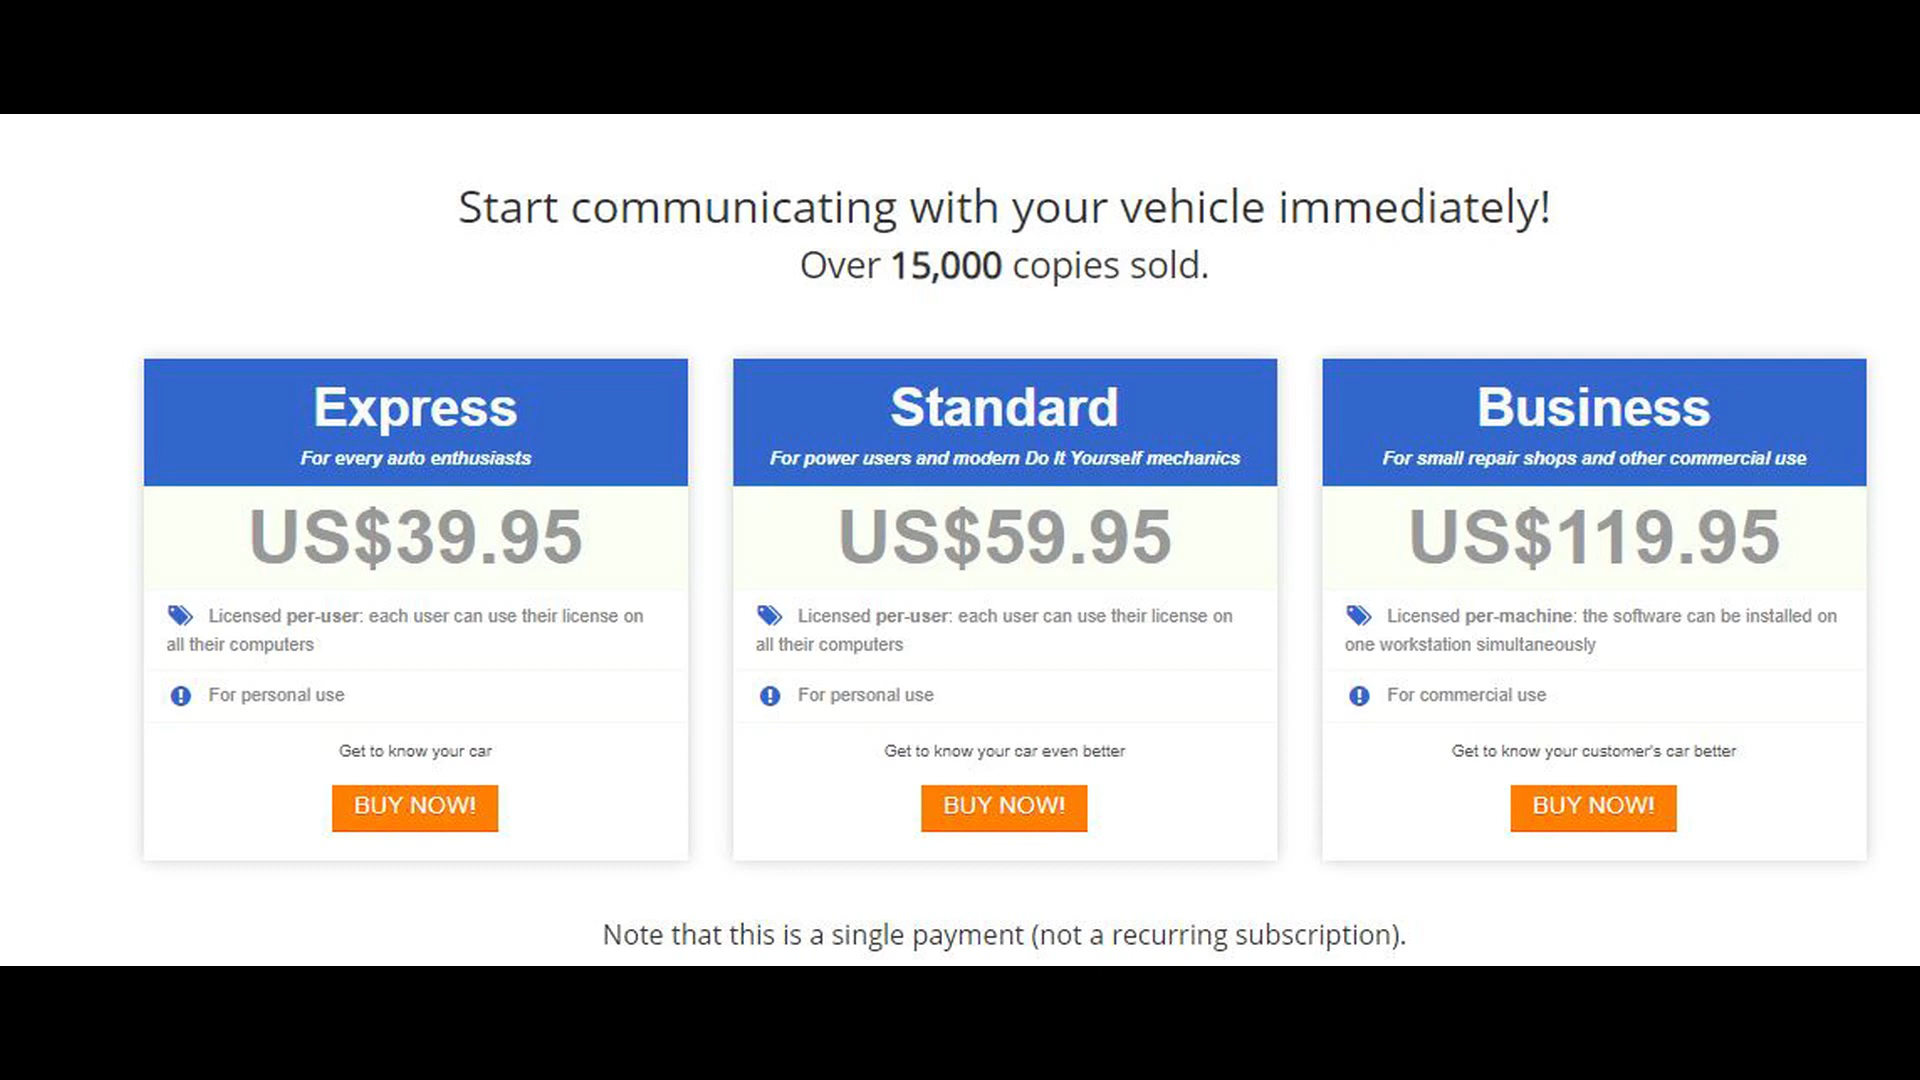 Start communicating with your vehicle immediately!
Over 15,000 copies sold.
Express
For every auto enthusiasts
US$39.95
Licensed per-user: each user can use their license on
all their computers
For personal use
Get to know your car
BUY NOW!
Standard
For power users and modern Do It Yourself mechanics
US$59.95
Licensed per-user: each user can use their license on
all their computers
For personal use
Get to know your car even better
BUY NOW!
Business
For small repair shops and other commercial use
US$119.95
Licensed per-machine: the software can be installed on
one workstation simultaneously
For commercial use
Get to know your customer's car better
BUY NOW!
Note that this is a single payment (not a recurring subscription).